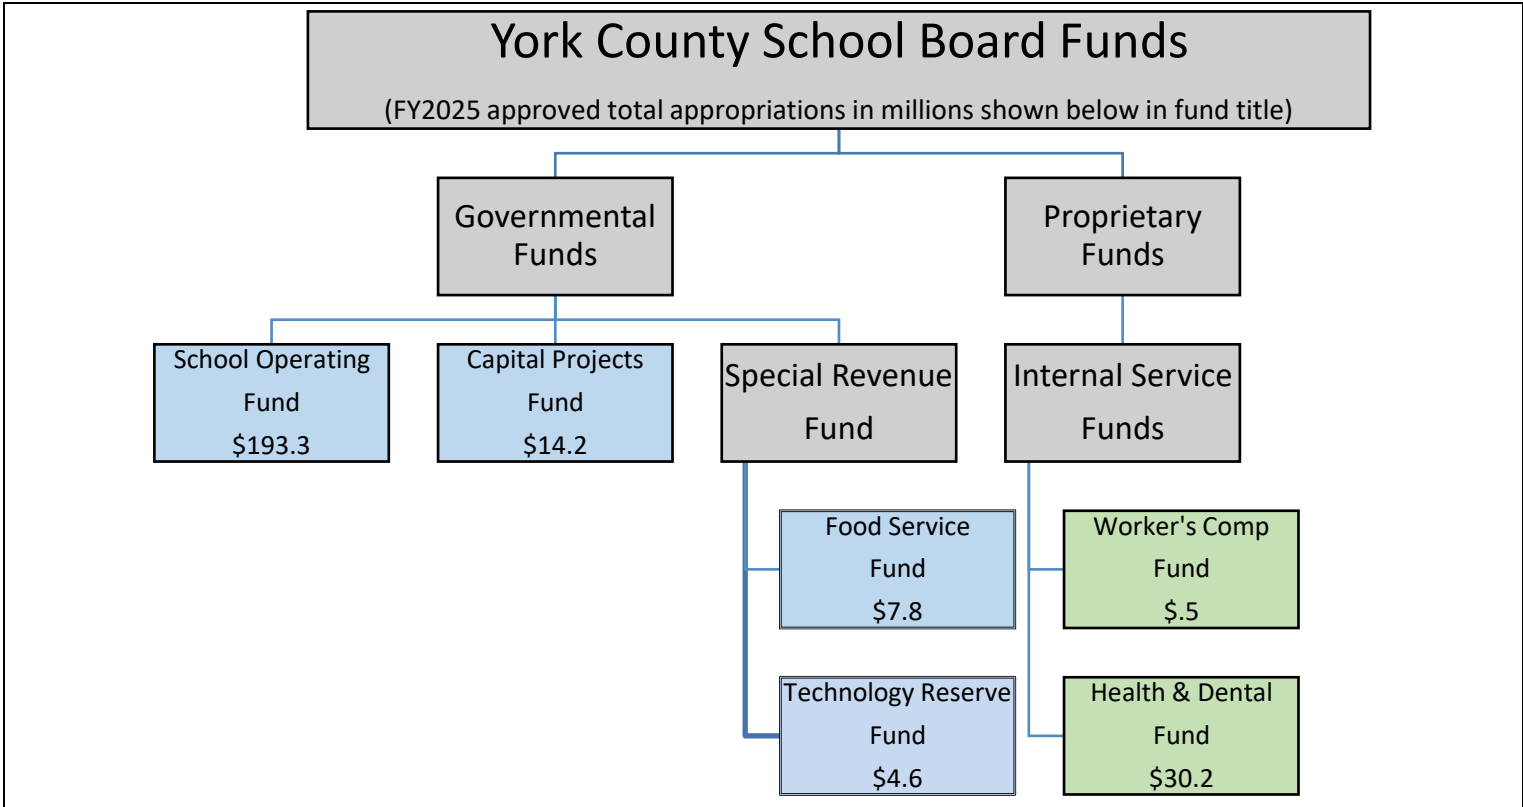 York County School Board Funds
(FY2025 approved total appropriations in millions shown below in fund title)
Governmental
Funds
Proprietary
Funds
School Operating
Fund
$193.3
Capital Projects
Fund
$14.2
Special Revenue
Fund
Internal Service
Funds
Food Service
Fund
$7.8
Worker's Comp
Fund
$.5
Technology Reserve
Fund
$4.6
Health & Dental
Fund
$30.2